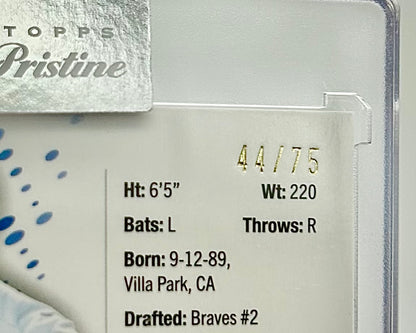 TOPPS
Pristine
44/75
Ht: 6'5" Wt: 220
Bats: L Throws: R
Born: 9-12-89,
Villa Park, CA
Drafted: Braves #2